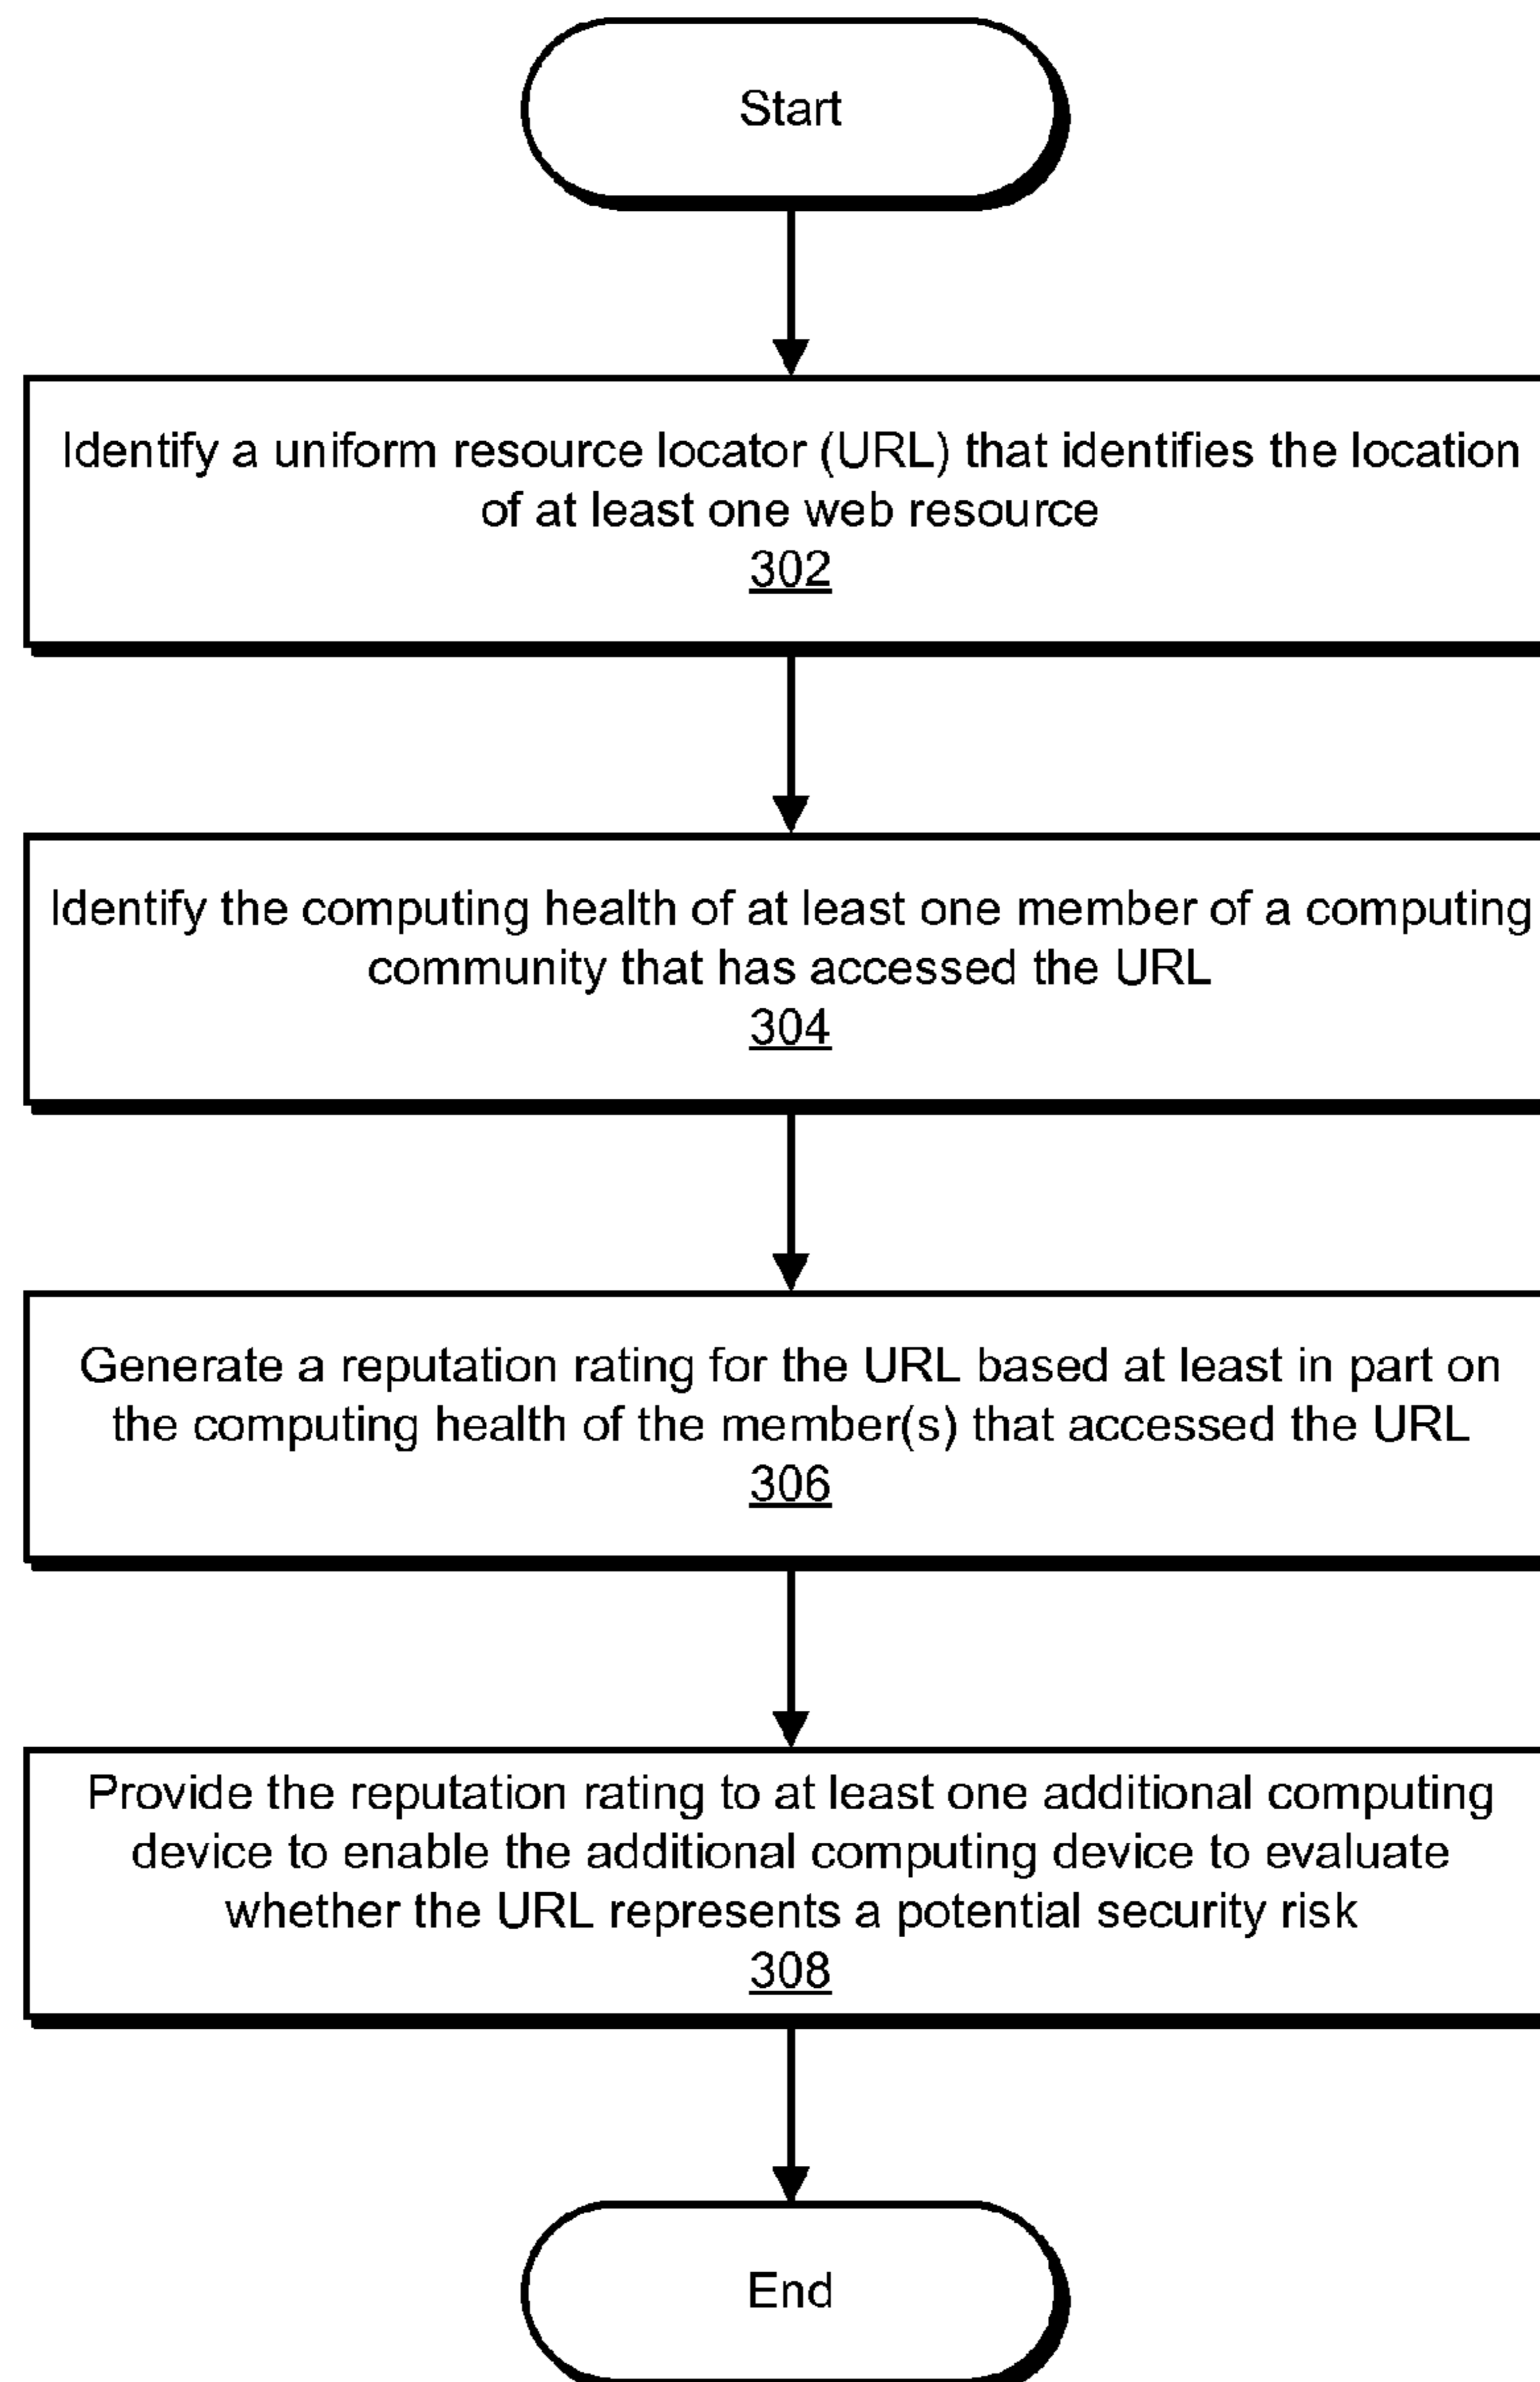 Start
Identify a uniform resource locator (URL) that identifies the location
of at least one web resource
302
Identify the computing health of at least one member of a computing
community that has accessed the URL
304
Generate a reputation rating for the URL based at least in part on
the computing health of the member(s) that accessed the URL
306
Provide the reputation rating to at least one additional computing
device to enable the additional computing device to evaluate
whether the URL represents a potential security risk
308
End